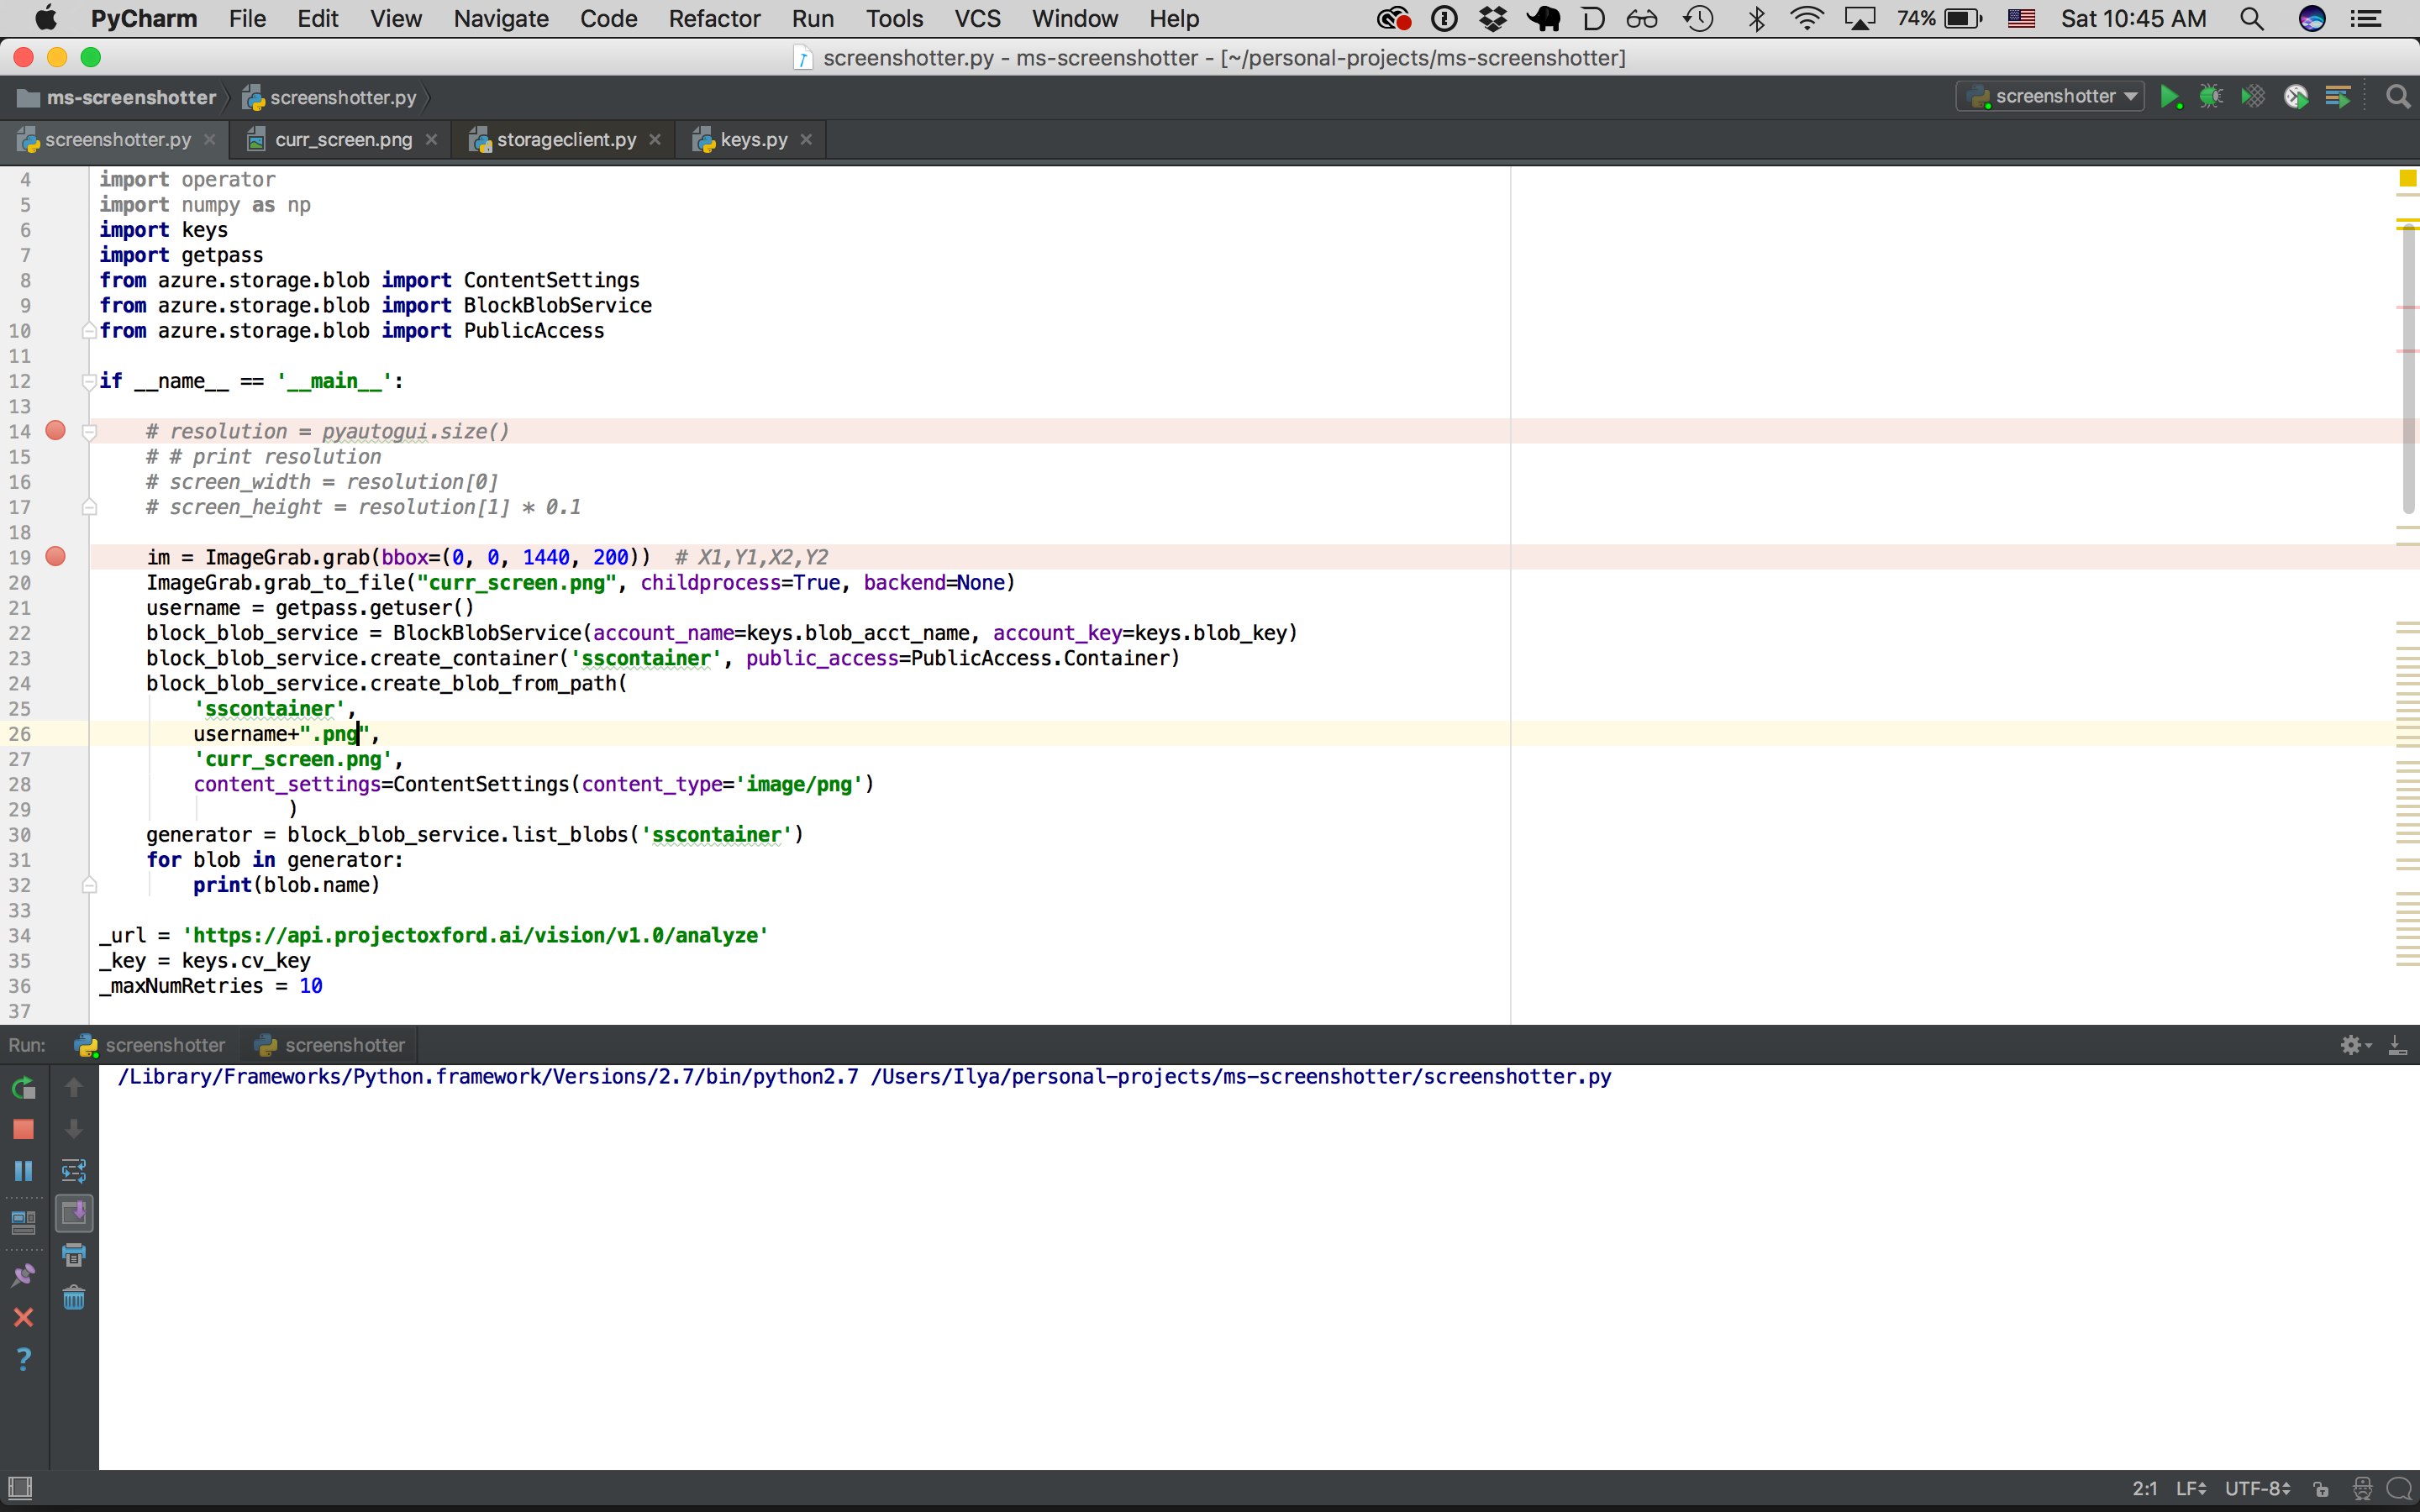 PyCharm File Edit View Navigate Code Refactor Run Tools VCS Window Help 74% Sat 10:45 AM
screenshotter.py - ms-screenshotter - [~/personal-projects/ms-screenshotter]
ms-screenshotter screenshotter.py screenshotter
screenshotter.py curr_screen.png storageclient.py keys.py
4 import operator
5 import numpy as np
6 import keys
7 import getpass
8 from azure.storage.blob import ContentSettings
9 from azure.storage.blob import BlockBlobService
10 from azure.storage.blob import PublicAccess
11
12 if __name__ == '__main__':
13
14 # resolution = pyautogui.size()
15 # # print resolution
16 # screen_width = resolution[0]
17 # screen_height = resolution[1] * 0.1
18
19 im = ImageGrab.grab(bbox=(0, 0, 1440, 200)) # X1,Y1,X2,Y2
20 ImageGrab.grab_to_file("curr_screen.png", childprocess=True, backend=None)
21 username = getpass.getuser()
22 block_blob_service = BlockBlobService(account_name=keys.blob_acct_name, account_key=keys.blob_key)
23 block_blob_service.create_container('sscontainer', public_access=PublicAccess.Container)
24 block_blob_service.create_blob_from_path(
25 'sscontainer',
26 username+".png",
27 'curr_screen.png',
28 content_settings=ContentSettings(content_type='image/png')
29 )
30 generator = block_blob_service.list_blobs('sscontainer')
31 for blob in generator:
32 print(blob.name)
33
34 _url = 'https://api.projectoxford.ai/vision/v1.0/analyze'
35 _key = keys.cv_key
36 _maxNumRetries = 10
37
Run: screenshotter screenshotter
/Library/Frameworks/Python.framework/Versions/2.7/bin/python2.7 /Users/Ilya/personal-projects/ms-screenshotter/screenshotter.py
2:1 LF UTF-8